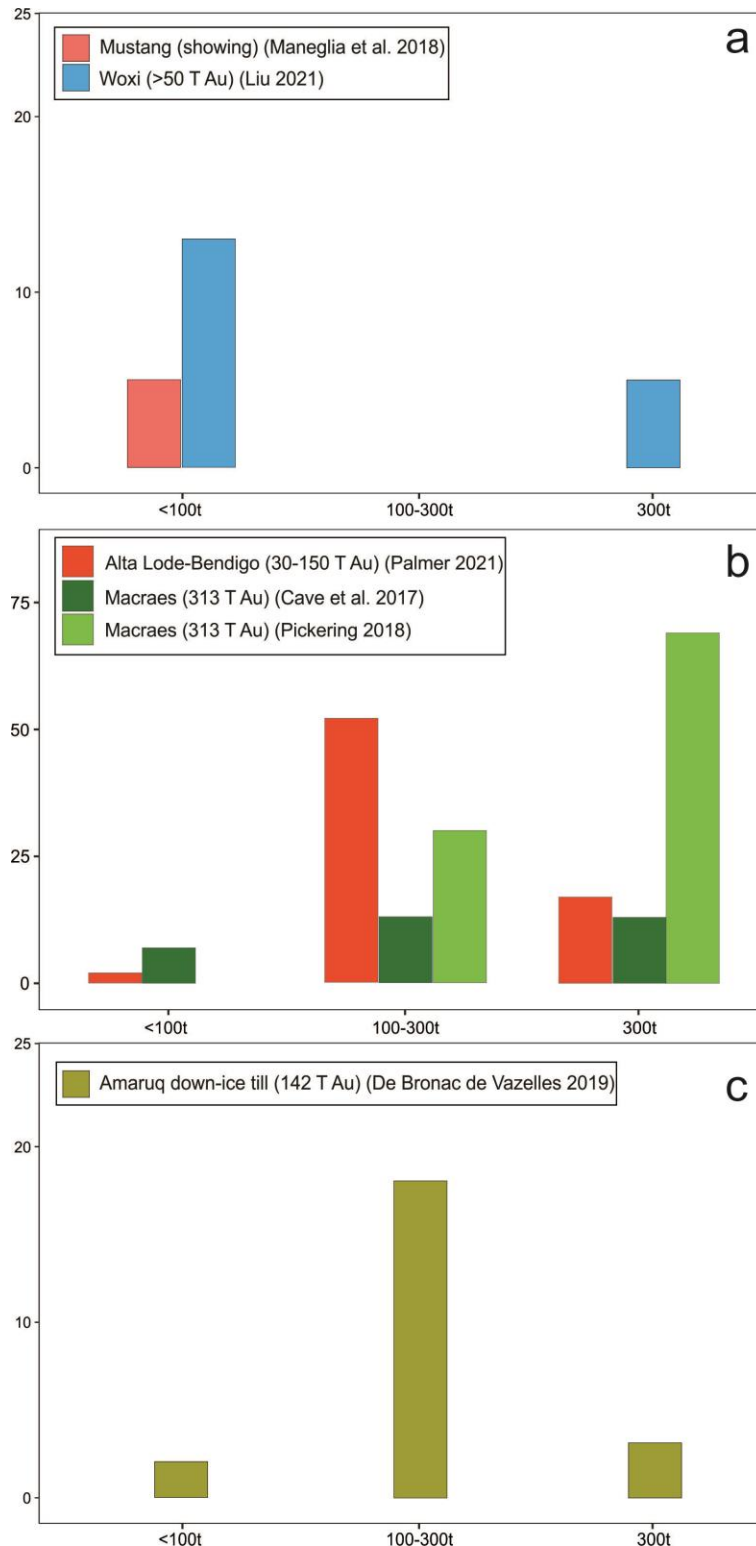 a
25
20
10
0
Mustang (showing) (Maneglia et al. 2018)
Woxi (>50 T Au) (Liu 2021)
<100t 100-300t 300t
b
75
50
25
0
Alta Lode-Bendigo (30-150 T Au) (Palmer 2021)
Macraes (313 T Au) (Cave et al. 2017)
Macraes (313 T Au) (Pickering 2018)
<100t 100-300t 300t
c
25
20
10
0
Amaruq down-ice till (142 T Au) (De Bronac de Vazelles 2019)
<100t 100-300t 300t